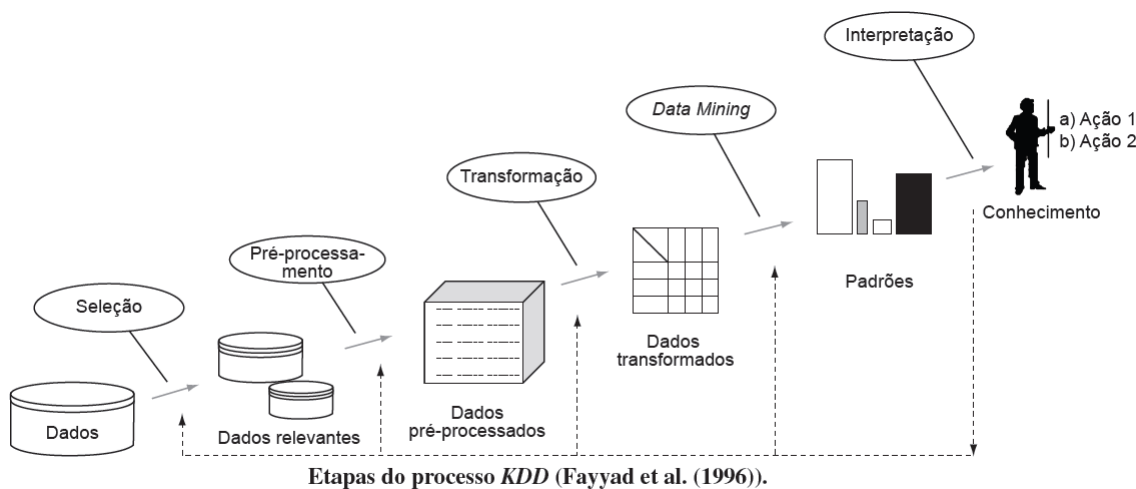 Interpretação
a) Ação 1
b) Ação 2
Conhecimento
Data Mining
Padrões
Transformação
Dados
transformados
Pré-processa-
mento
Dados
pré-processados
Seleção
Dados relevantes
Dados
Etapas do processo KDD (Fayyad et al. (1996)).